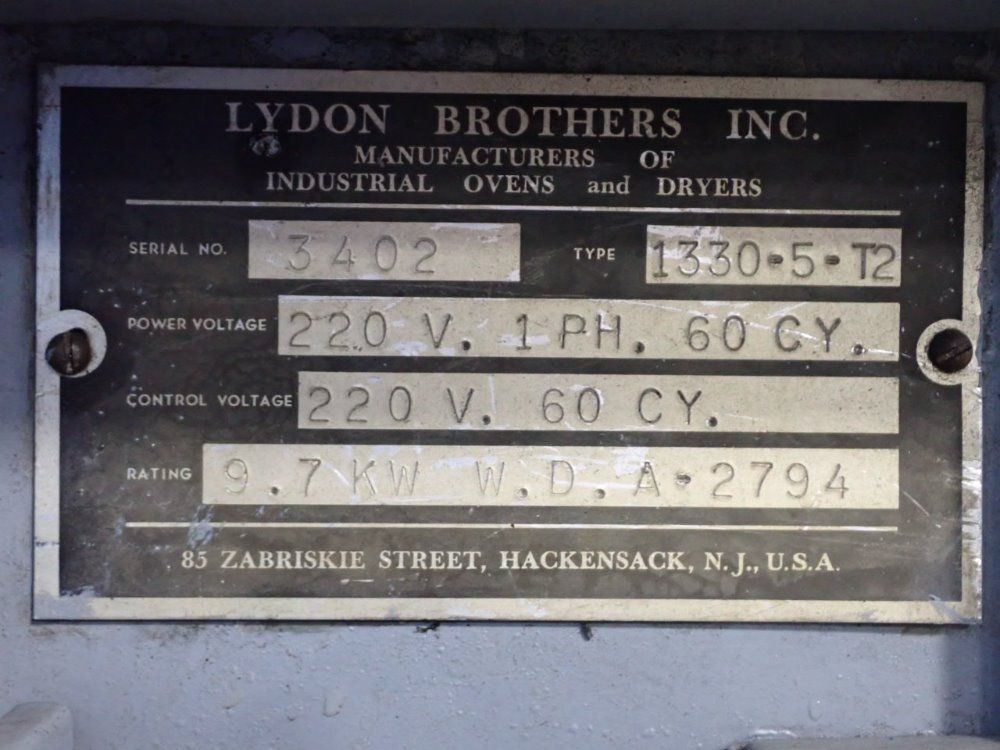 LYDON BROTHERS INC.
MANUFACTURERS OF
INDUSTRIAL OVENS and DRYERS
SERIAL NO. 3402 TYPE 1330-5-T2
POWER VOLTAGE 220 V. 1 PH. 60 CY.
CONTROL VOLTAGE 220 V. 60 CY.
RATING 9.7 KW W.D. A-2794
85 ZABRISKIE STREET, HACKENSACK, N.J., U.S.A.